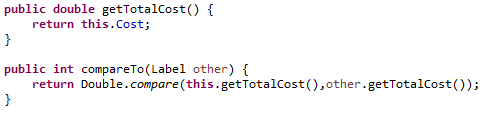 public double getTotalCost() {
    return this.Cost;
}

public int compareTo(Label other) {
    return Double.compare(this.getTotalCost(),other.getTotalCost());
}